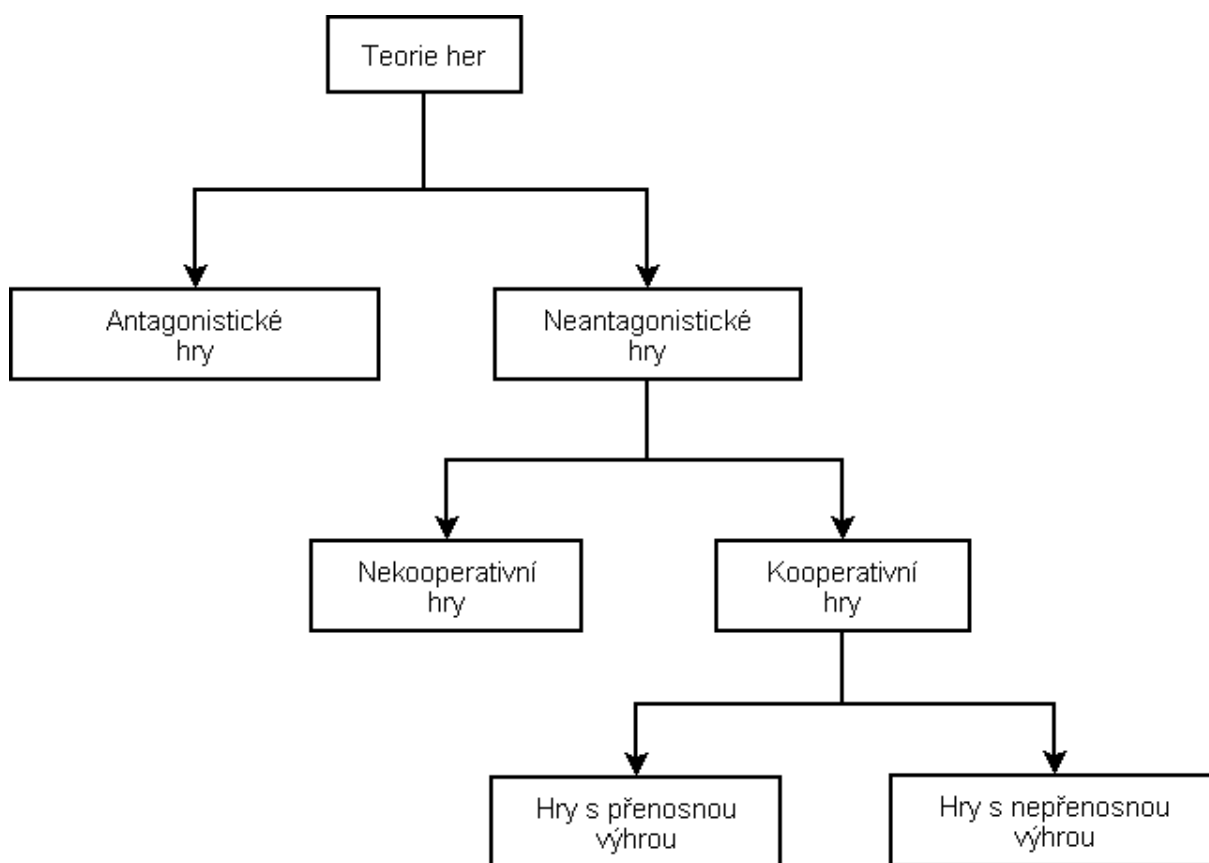 Teorie her
Antagonistické
hry
Neantagonistické
hry
Nekooperativní
hry
Kooperativní
hry
Hry s přenosnou
výhrou
Hry s nepřenosnou
výhrou